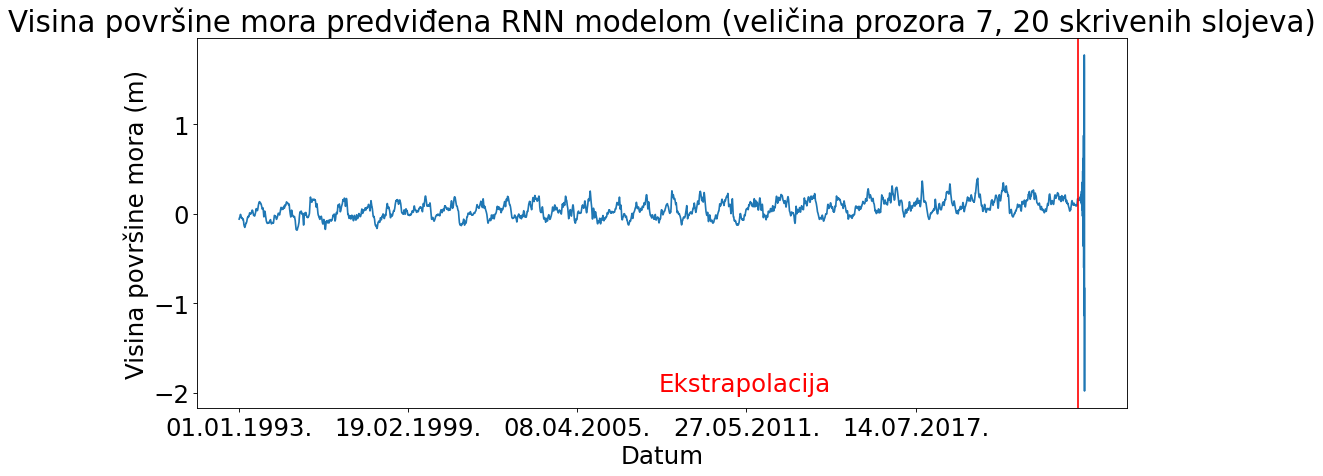 Visina površine mora predviđena RNN modelom (veličina prozora 7, 20 skrivenih slojeva)
Visina površine mora (m)
1
0
−1
−2
Ekstrapolacija
01.01.1993. 19.02.1999. 08.04.2005. 27.05.2011. 14.07.2017.
Datum